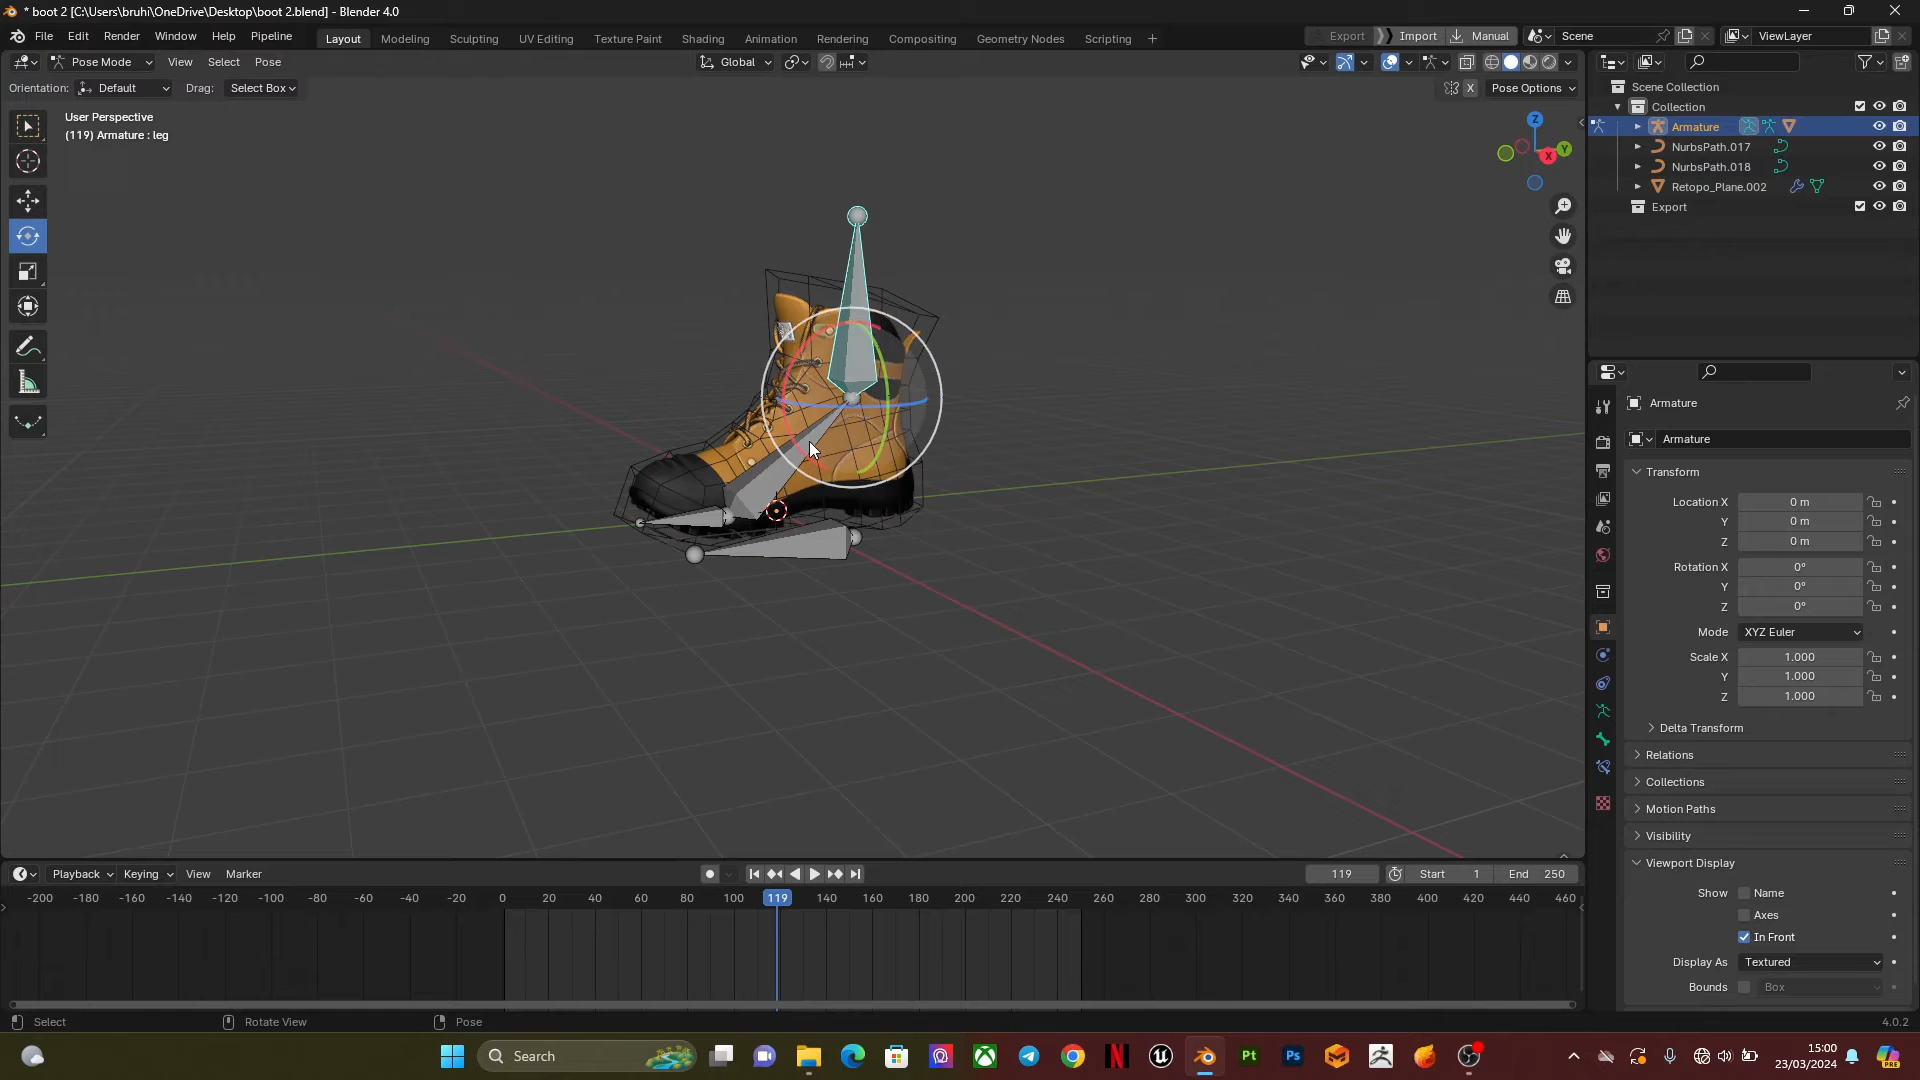 * boot 2 [C:\Users\bruhi\OneDrive\Desktop\boot 2.blend] - Blender 4.0
File Edit Render Window Help Pipeline
Layout Modeling Sculpting UV Editing Texture Paint Shading Animation Rendering Compositing Geometry Nodes Scripting +
Export Import Manual Scene ViewLayer
Pose Mode View Select Pose Global
Orientation: Default Drag: Select Box X Pose Options
User Perspective
(119) Armature : leg
Z
Y
X
Scene Collection
Collection
Armature
NurbsPath.017
NurbsPath.018
Retopo_Plane.002
Export
Armature
Armature
Transform
Location X 0 m
Y 0 m
Z 0 m
Rotation X 0°
Y 0°
Z 0°
Mode XYZ Euler
Scale X 1.000
Y 1.000
Z 1.000
Delta Transform
Relations
Collections
Motion Paths
Visibility
Viewport Display
Show Name
Axes
In Front
Display As Textured
Bounds Box
Playback Keying View Marker 119 Start 1 End 250
-200 -180 -160 -140 -120 -100 -80 -60 -40 -20 0 20 40 60 80 100 119 140 160 180 200 220 240 260 280 300 320 340 360 380 400 420 440 460
Select Rotate View Pose 4.0.2
Search Pt Ps 15:00
23/03/2024
PRE